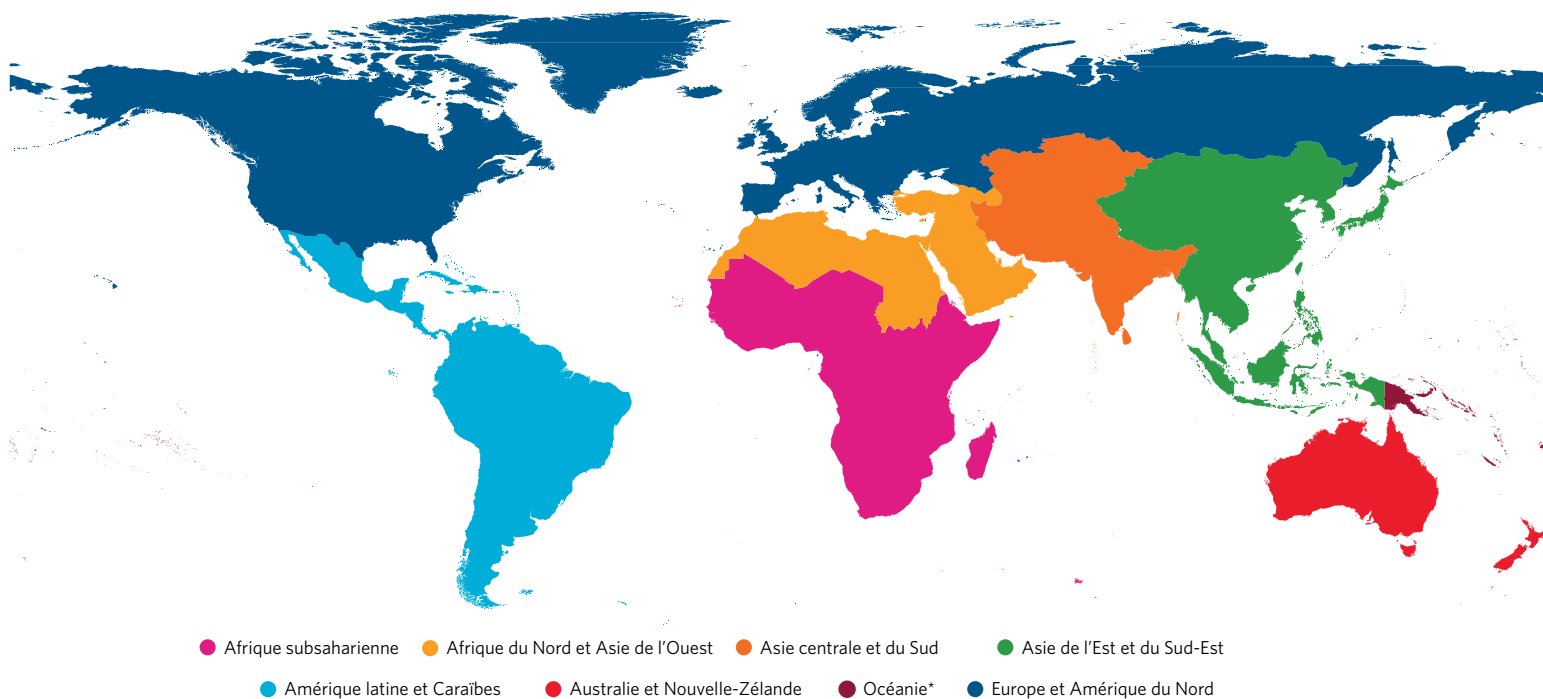 Afrique subsaharienne Afrique du Nord et Asie de l’Ouest Asie centrale et du Sud Asie de l’Est et du Sud-Est
Amérique latine et Caraïbes Australie et Nouvelle-Zélande Océanie* Europe et Amérique du Nord